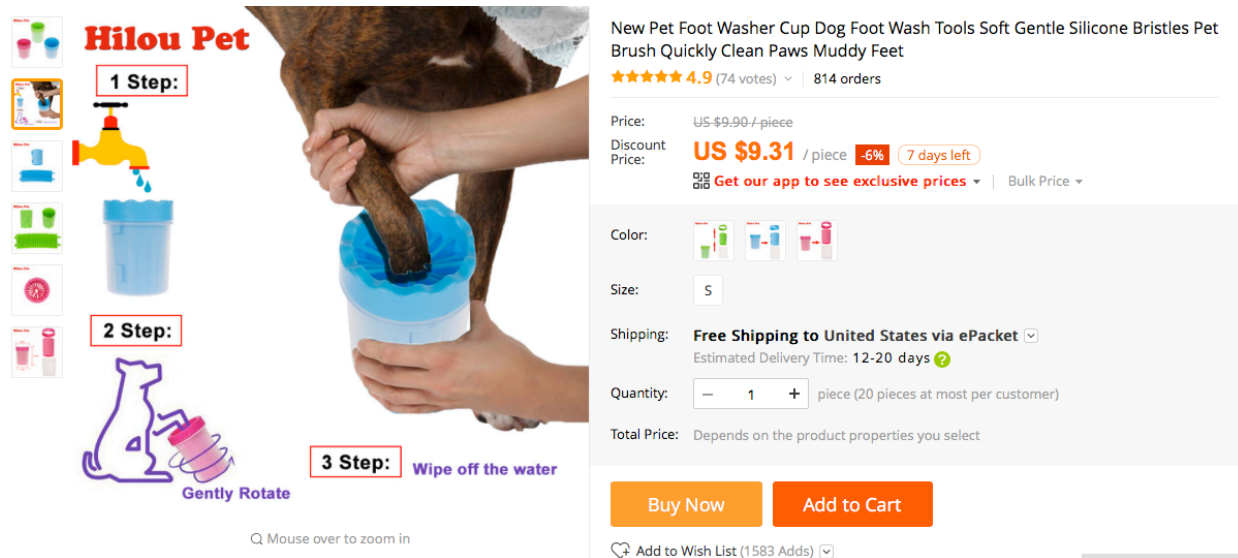 Hilou Pet
1 Step:
2 Step:
Gently Rotate
3 Step:
Wipe off the water
Mouse over to zoom in
New Pet Foot Washer Cup Dog Foot Wash Tools Soft Gentle Silicone Bristles Pet
Brush Quickly Clean Paws Muddy Feet
4.9 (74 votes) 814 orders
Price: US $9.90 / piece
Discount
Price: US $9.31 / piece -6% 7 days left
Get our app to see exclusive prices Bulk Price
Color:
Size: S
Shipping: Free Shipping to United States via ePacket
Estimated Delivery Time: 12-20 days ?
Quantity: − 1 + piece (20 pieces at most per customer)
Total Price: Depends on the product properties you select
Buy Now Add to Cart
Add to Wish List (1583 Adds)